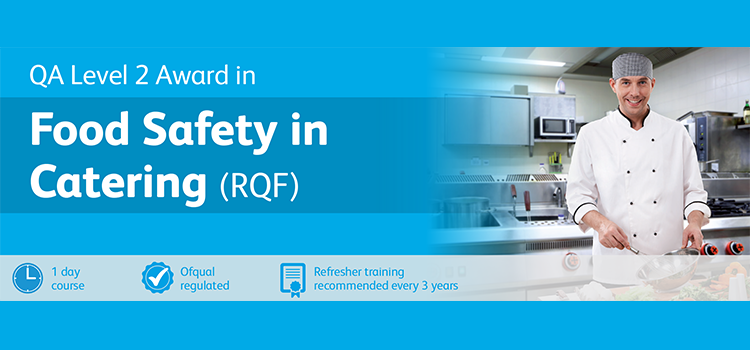 QA Level 2 Award in
Food Safety in
Catering (RQF)
1 day
course
Ofqual
regulated
Refresher training
recommended every 3 years